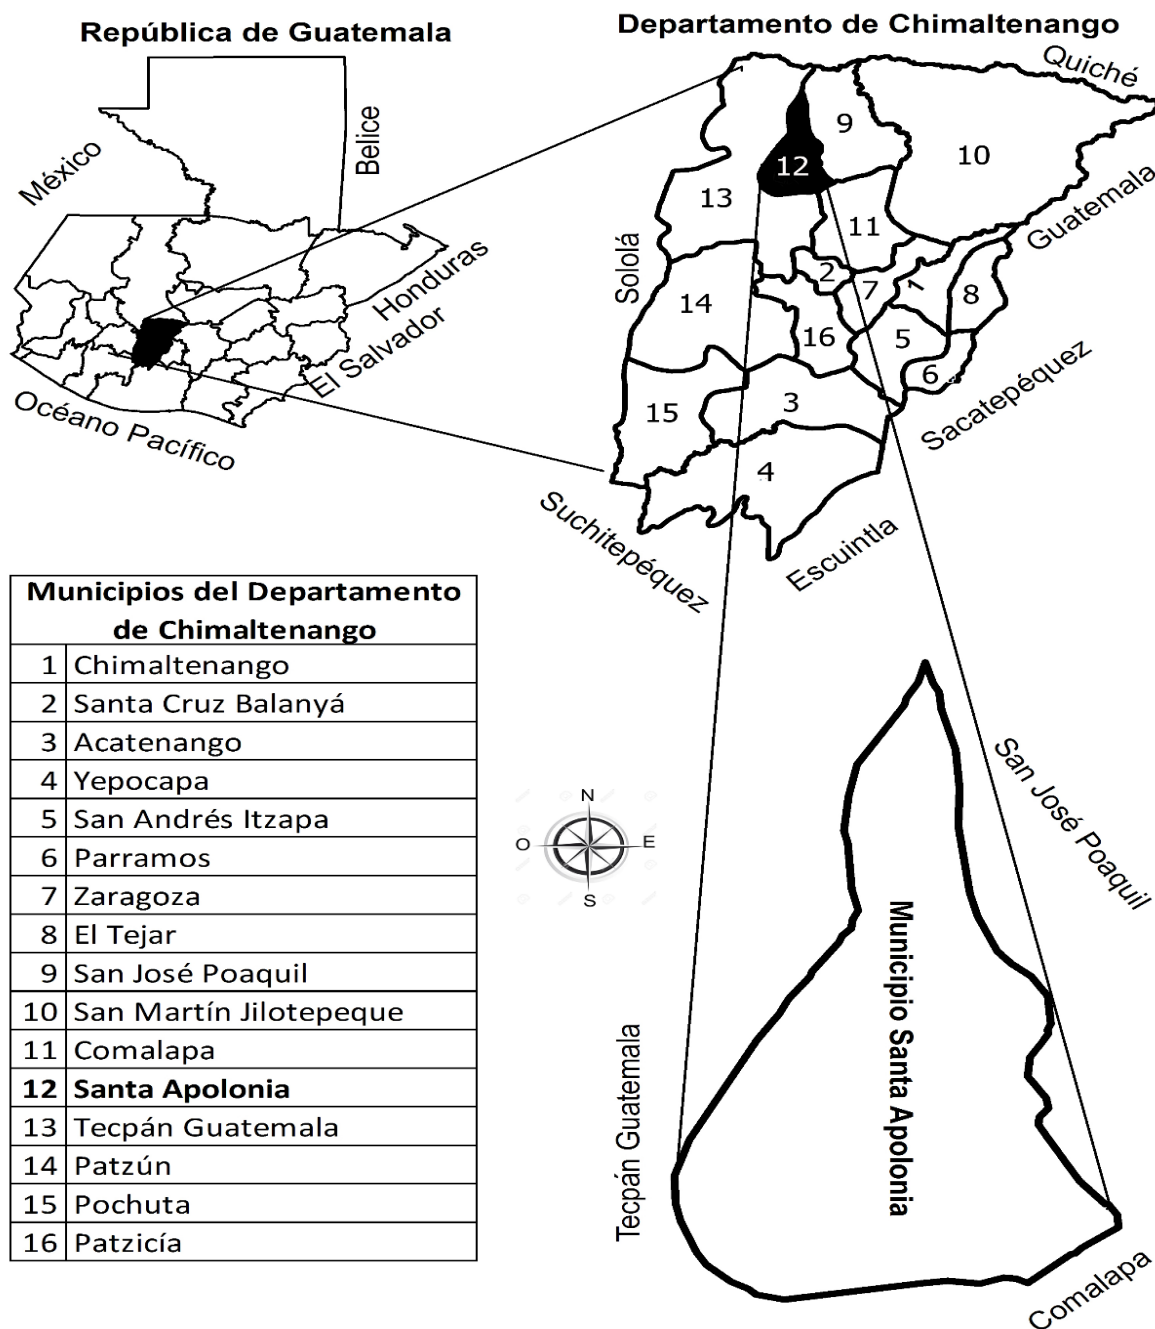 República de Guatemala
México
Belice
Honduras
El Salvador
Océano Pacífico
Departamento de Chimaltenango
Quiché
Guatemala
Sololá
Sacatepéquez
Escuintla
Suchitepéquez
9
10
12
13
11
2
7
1
8
14
16
5
6
15
3
4
Municipios del Departamento
de Chimaltenango
1 Chimaltenango
2 Santa Cruz Balanyá
3 Acatenango
4 Yepocapa
5 San Andrés Itzapa
6 Parramos
7 Zaragoza
8 El Tejar
9 San José Poaquil
10 San Martín Jilotepeque
11 Comalapa
12 Santa Apolonia
13 Tecpán Guatemala
14 Patzún
15 Pochuta
16 Patzicía
N
O
E
S
San José Poaquil
Municipio Santa Apolonia
Tecpán Guatemala
Comalapa